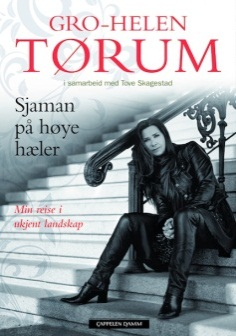 GRO-HELEN
TØRUM
i samarbeid med Tove Skagestad
Sjaman
på høye
hæler
Min reise i
ukjent landskap
CAPPELEN DAMM